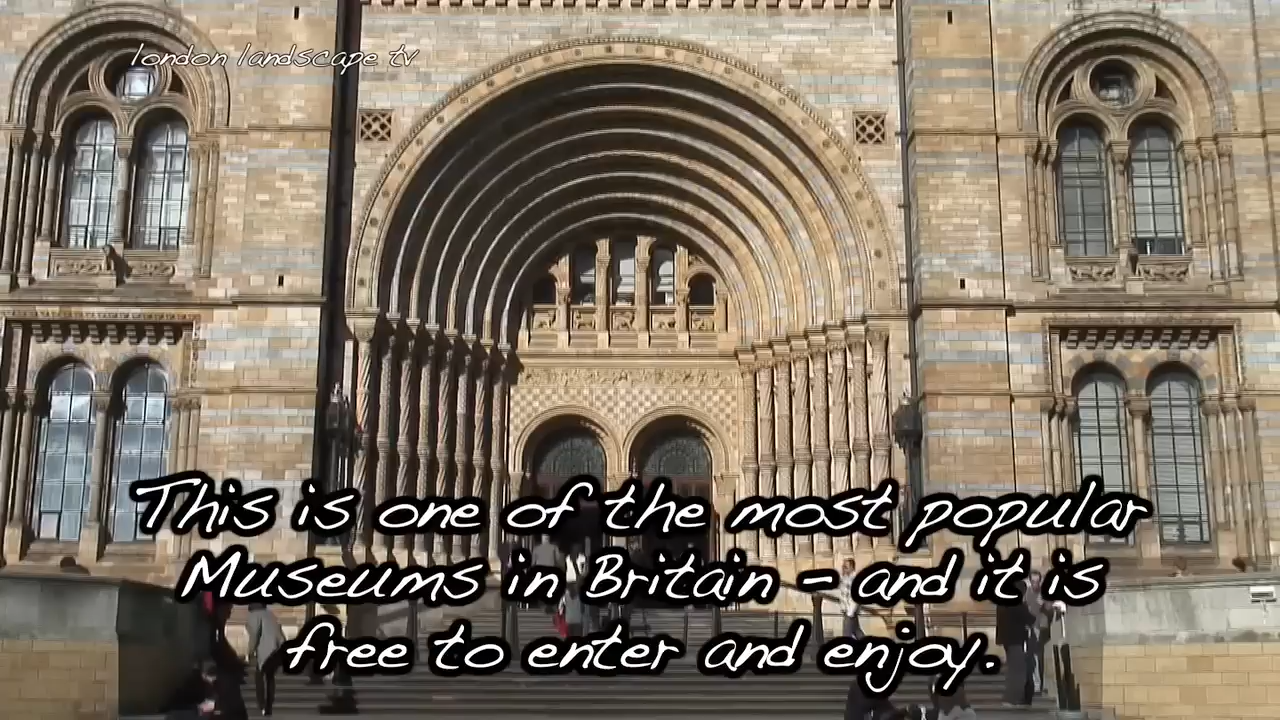 london landscape tv
This is one of the most popular
Museums in Britain - and it is
free to enter and enjoy.